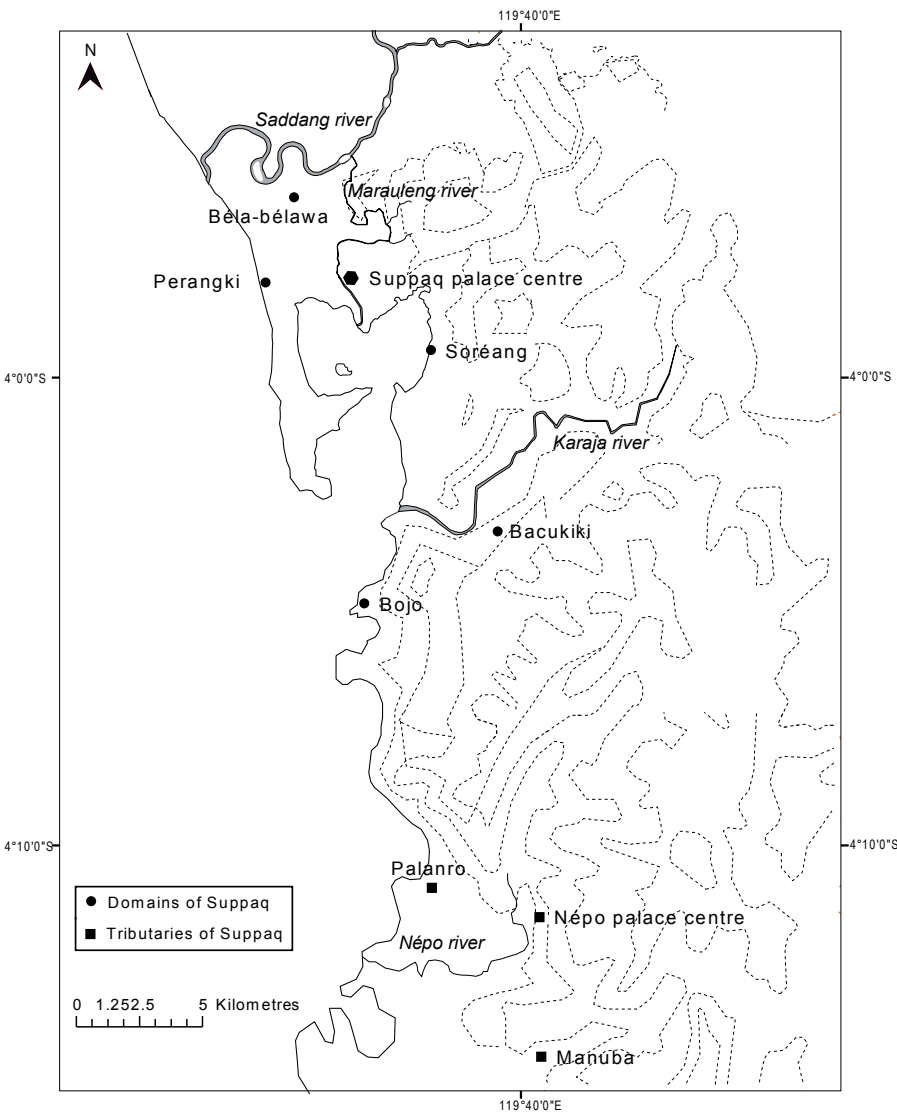 119°40'0"E
N
Saddang river
Marauleng river
Béla-bélawa
Perangki
Suppaq palace centre
Soréang
4°0'0"S
4°0'0"S
Karaja river
Bacukiki
Bojo
4°10'0"S
4°10'0"S
Palanro
Domains of Suppaq
Népo palace centre
Tributaries of Suppaq
Népo river
0 1.252.5 5 Kilometres
Manuba
119°40'0"E